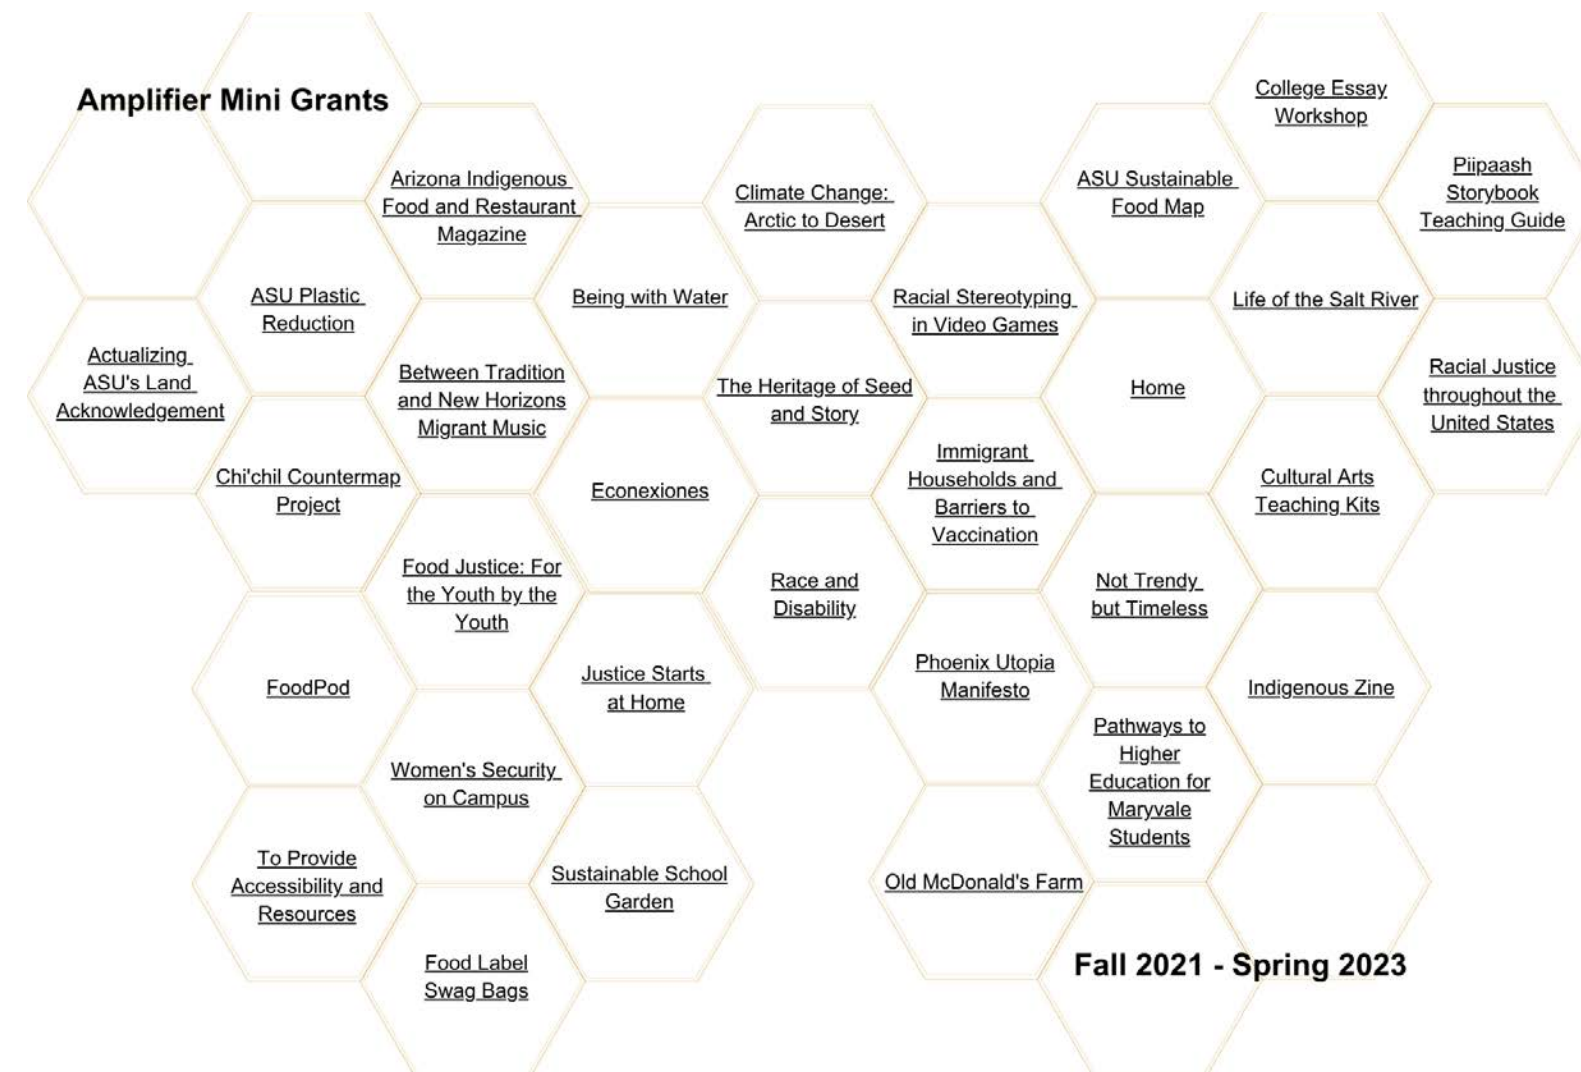 Amplifier Mini Grants
Actualizing
ASU's Land
Acknowledgement
ASU Plastic
Reduction
Chi'chil Countermap
Project
FoodPod
To Provide
Accessibility and
Resources
Arizona Indigenous
Food and Restaurant
Magazine
Between Tradition
and New Horizons
Migrant Music
Food Justice: For
the Youth by the
Youth
Women's Security
on Campus
Food Label
Swag Bags
Being with Water
Econexiones
Justice Starts
at Home
Sustainable School
Garden
Climate Change:
Arctic to Desert
The Heritage of Seed
and Story
Race and
Disability
Racial Stereotyping
in Video Games
Immigrant
Households and
Barriers to
Vaccination
Phoenix Utopia
Manifesto
Old McDonald's Farm
ASU Sustainable
Food Map
Home
Not Trendy
but Timeless
Pathways to
Higher
Education for
Maryvale
Students
College Essay
Workshop
Life of the Salt River
Cultural Arts
Teaching Kits
Indigenous Zine
Piipaash
Storybook
Teaching Guide
Racial Justice
throughout the
United States
Fall 2021 - Spring 2023